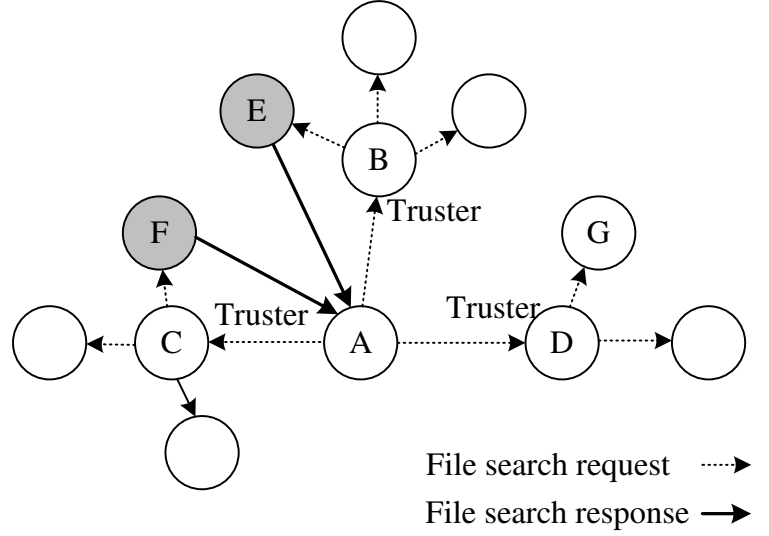 E
B
Truster
F
G
Truster
Truster
C
A
D
File search request
File search response